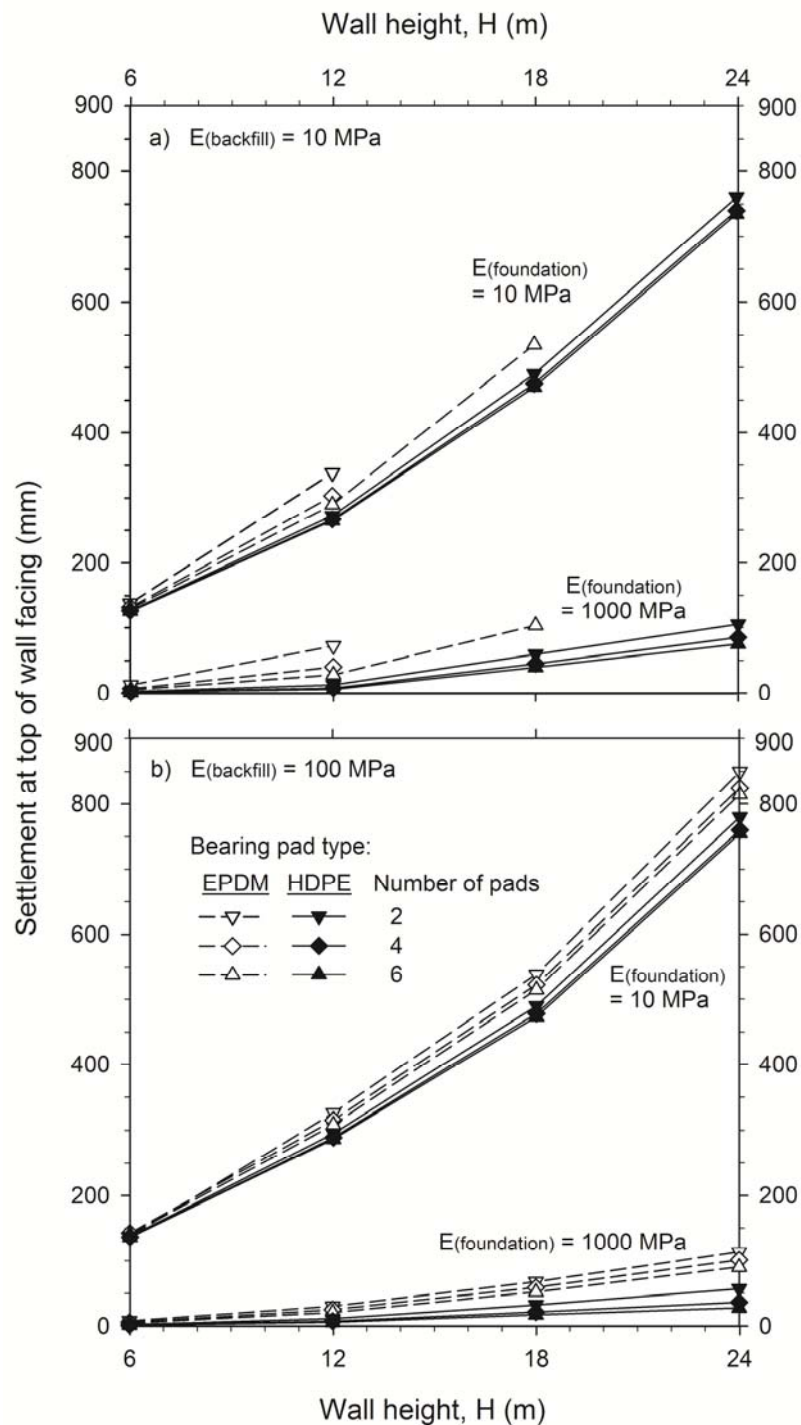 Wall height, H (m)
6 12 18 24
900 900
a) E(backfill) = 10 MPa
800 800
E(foundation)
= 10 MPa
600 600
400 400
200 200
E(foundation)
= 1000 MPa
0 0
Settlement at top of wall facing (mm)
900 900
b) E(backfill) = 100 MPa
800 800
Bearing pad type:
EPDM HDPE Number of pads
2
4
6
600 600
E(foundation)
= 10 MPa
400 400
200 200
E(foundation) = 1000 MPa
0 0
6 12 18 24
Wall height, H (m)